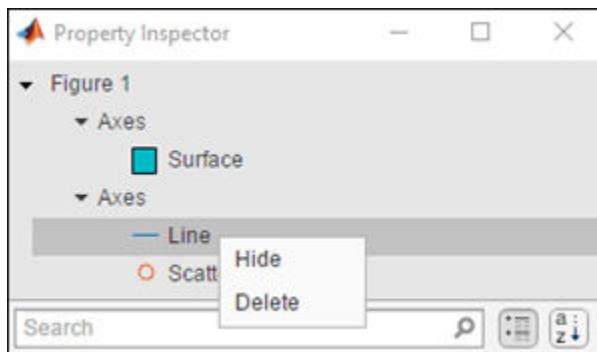 Property Inspector
Figure 1
Axes
Surface
Axes
Line
Hide
Scatt
Delete
Search
a
z